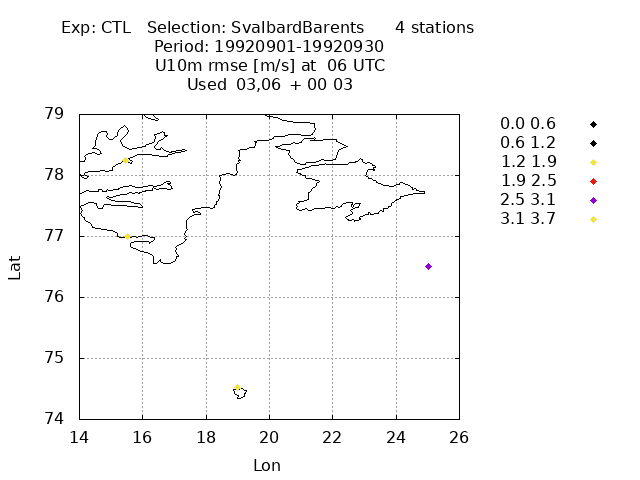 Exp: CTL   Selection: SvalbardBarents      4 stations
Period: 19920901-19920930
U10m rmse [m/s] at  06 UTC
Used  03,06  + 00 03
79
78
77
76
75
74
14 16 18 20 22 24 26
Lat
Lon
0.0 0.6
0.6 1.2
1.2 1.9
1.9 2.5
2.5 3.1
3.1 3.7